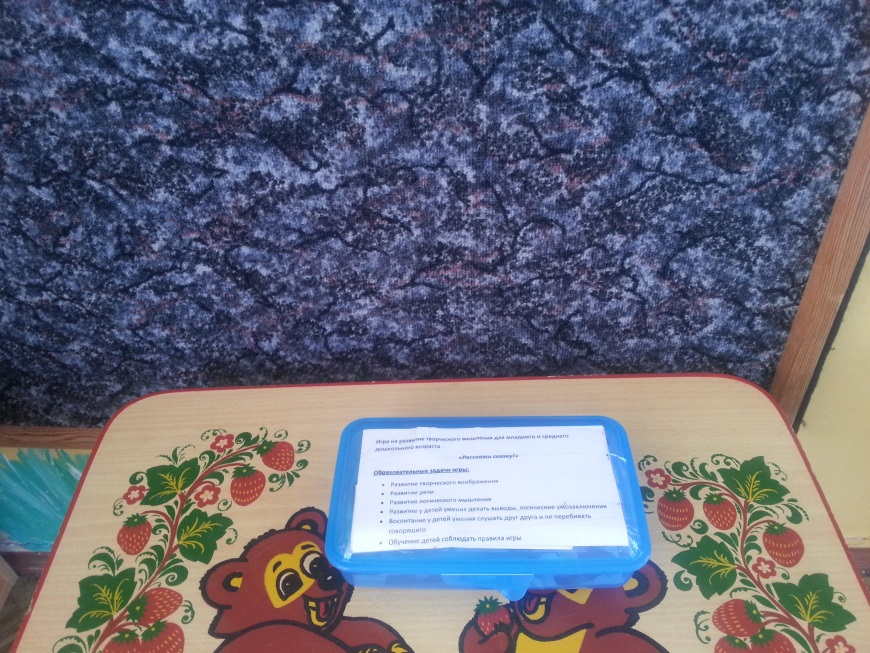 Игра на развитие творческого мышления для младшего и среднего
дошкольного возраста
«Расскажи сказку!»
Образовательные задачи игры:
• Развитие творческого воображения
• Развитие речи
• Развитие логического мышления
• Развитие у детей умения делать выводы, логические умозаключения
• Воспитание у детей умения слушать друг друга и не перебивать
говорящего.
• Обучение детей соблюдать правила игры